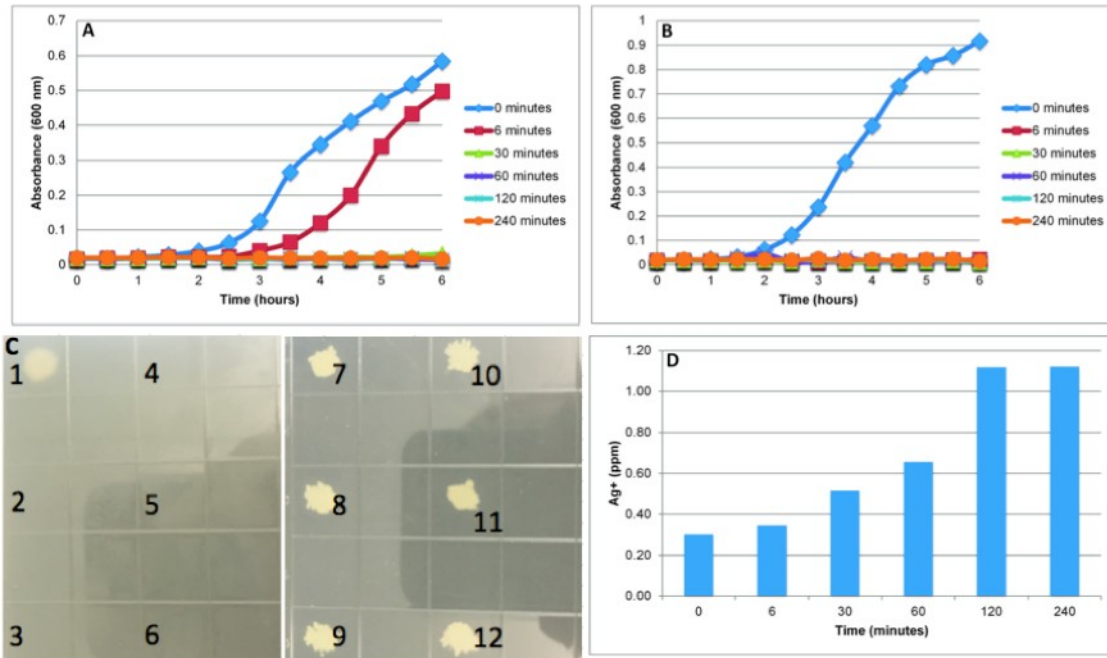 A
Absorbance (600 nm)
0.7
0.6
0.5
0.4
0.3
0.2
0.1
0
0 1 2 3 4 5 6
Time (hours)
0 minutes
6 minutes
30 minutes
60 minutes
120 minutes
240 minutes
B
Absorbance (600 nm)
1
0.9
0.8
0.7
0.6
0.5
0.4
0.3
0.2
0.1
0
0 1 2 3 4 5 6
Time (hours)
0 minutes
6 minutes
30 minutes
60 minutes
120 minutes
240 minutes
C
1 4
2 5
3 6
7 10
8 11
9 12
D
Ag+ (ppm)
1.20
1.00
0.80
0.60
0.40
0.20
0.00
0 6 30 60 120 240
Time (minutes)